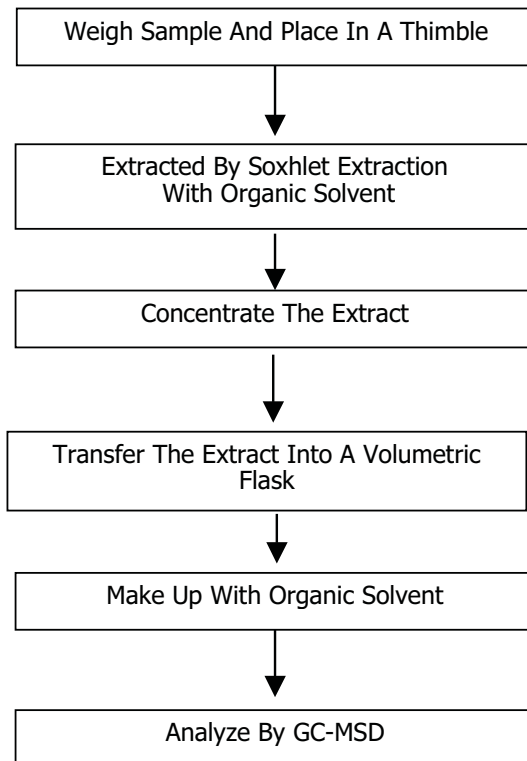 Weigh Sample And Place In A Thimble
Extracted By Soxhlet Extraction
With Organic Solvent
Concentrate The Extract
Transfer The Extract Into A Volumetric
Flask
Make Up With Organic Solvent
Analyze By GC-MSD